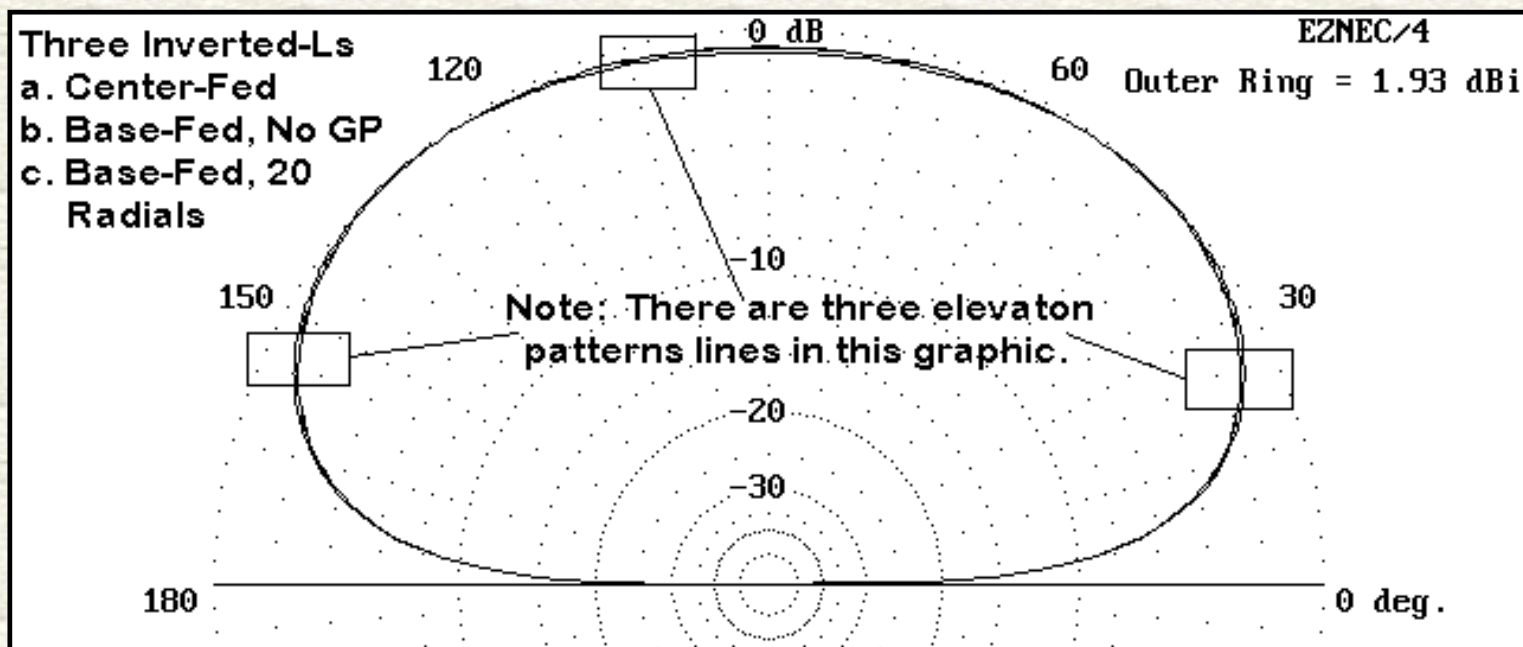 Three Inverted-Ls
a. Center-Fed
b. Base-Fed, No GP
c. Base-Fed, 20
Radials
0 dB
EZNEC/4
Outer Ring = 1.93 dBi
120
60
150
30
-10
Note: There are three elevaton
patterns lines in this graphic.
-20
-30
180
0 deg.